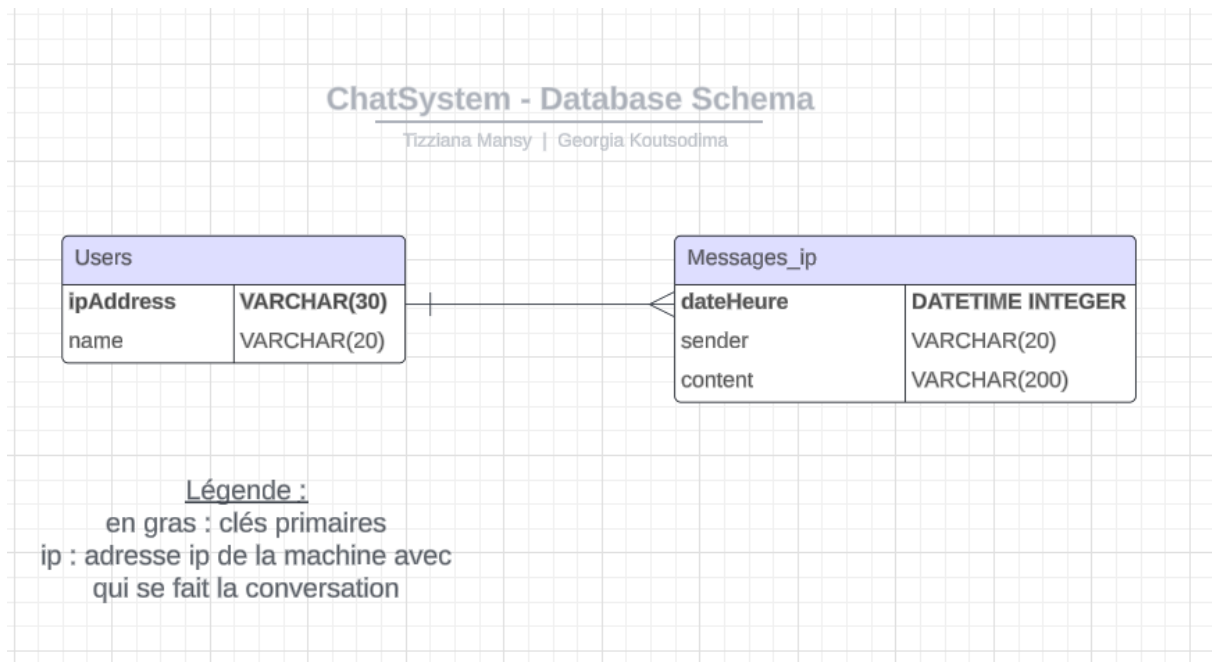 ChatSystem - Database Schema
Tizziana Mansy | Georgia Koutsodima
Users
ipAddress VARCHAR(30)
name VARCHAR(20)
Messages_ip
dateHeure DATETIME INTEGER
sender VARCHAR(20)
content VARCHAR(200)
Légende :
en gras : clés primaires
ip : adresse ip de la machine avec
qui se fait la conversation